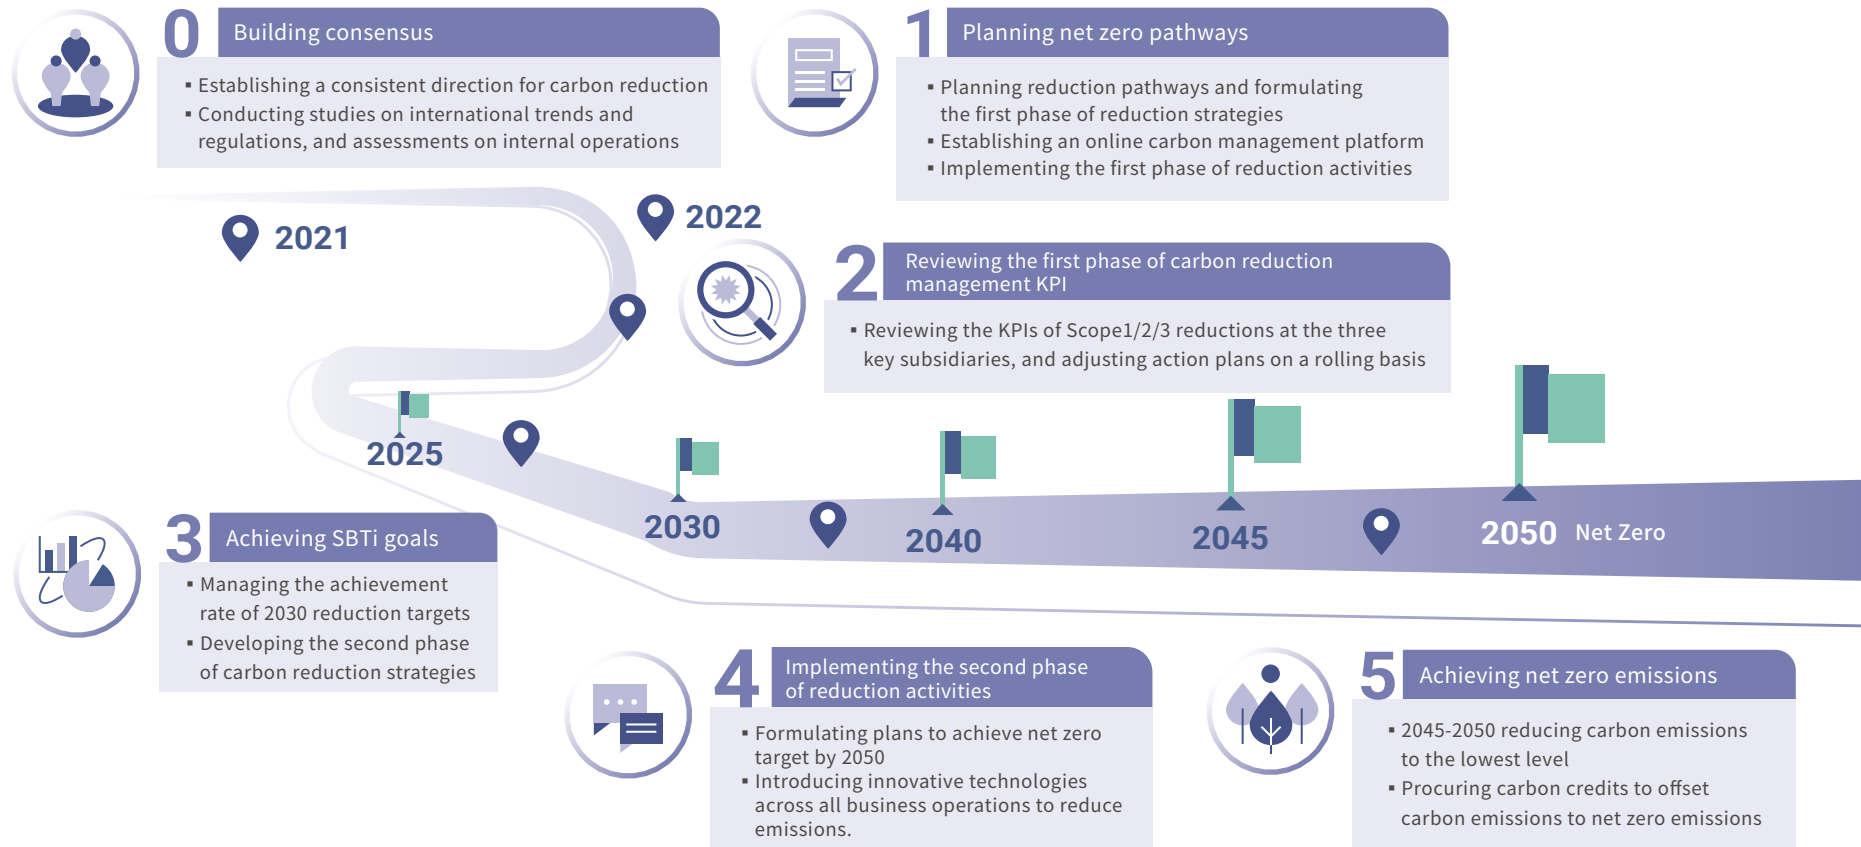 0
Building consensus
▪ Establishing a consistent direction for carbon reduction
▪ Conducting studies on international trends and
regulations, and assessments on internal operations
1
Planning net zero pathways
▪ Planning reduction pathways and formulating
the first phase of reduction strategies
▪ Establishing an online carbon management platform
▪ Implementing the first phase of reduction activities
2021
2022
2
Reviewing the first phase of carbon reduction
management KPI
▪ Reviewing the KPIs of Scope1/2/3 reductions at the three
key subsidiaries, and adjusting action plans on a rolling basis
2025
2030
2040
2045
2050 Net Zero
3
Achieving SBTi goals
▪ Managing the achievement
rate of 2030 reduction targets
▪ Developing the second phase
of carbon reduction strategies
4
Implementing the second phase
of reduction activities
▪ Formulating plans to achieve net zero
target by 2050
▪ Introducing innovative technologies
across all business operations to reduce
emissions.
5
Achieving net zero emissions
▪ 2045-2050 reducing carbon emissions
to the lowest level
▪ Procuring carbon credits to offset
carbon emissions to net zero emissions